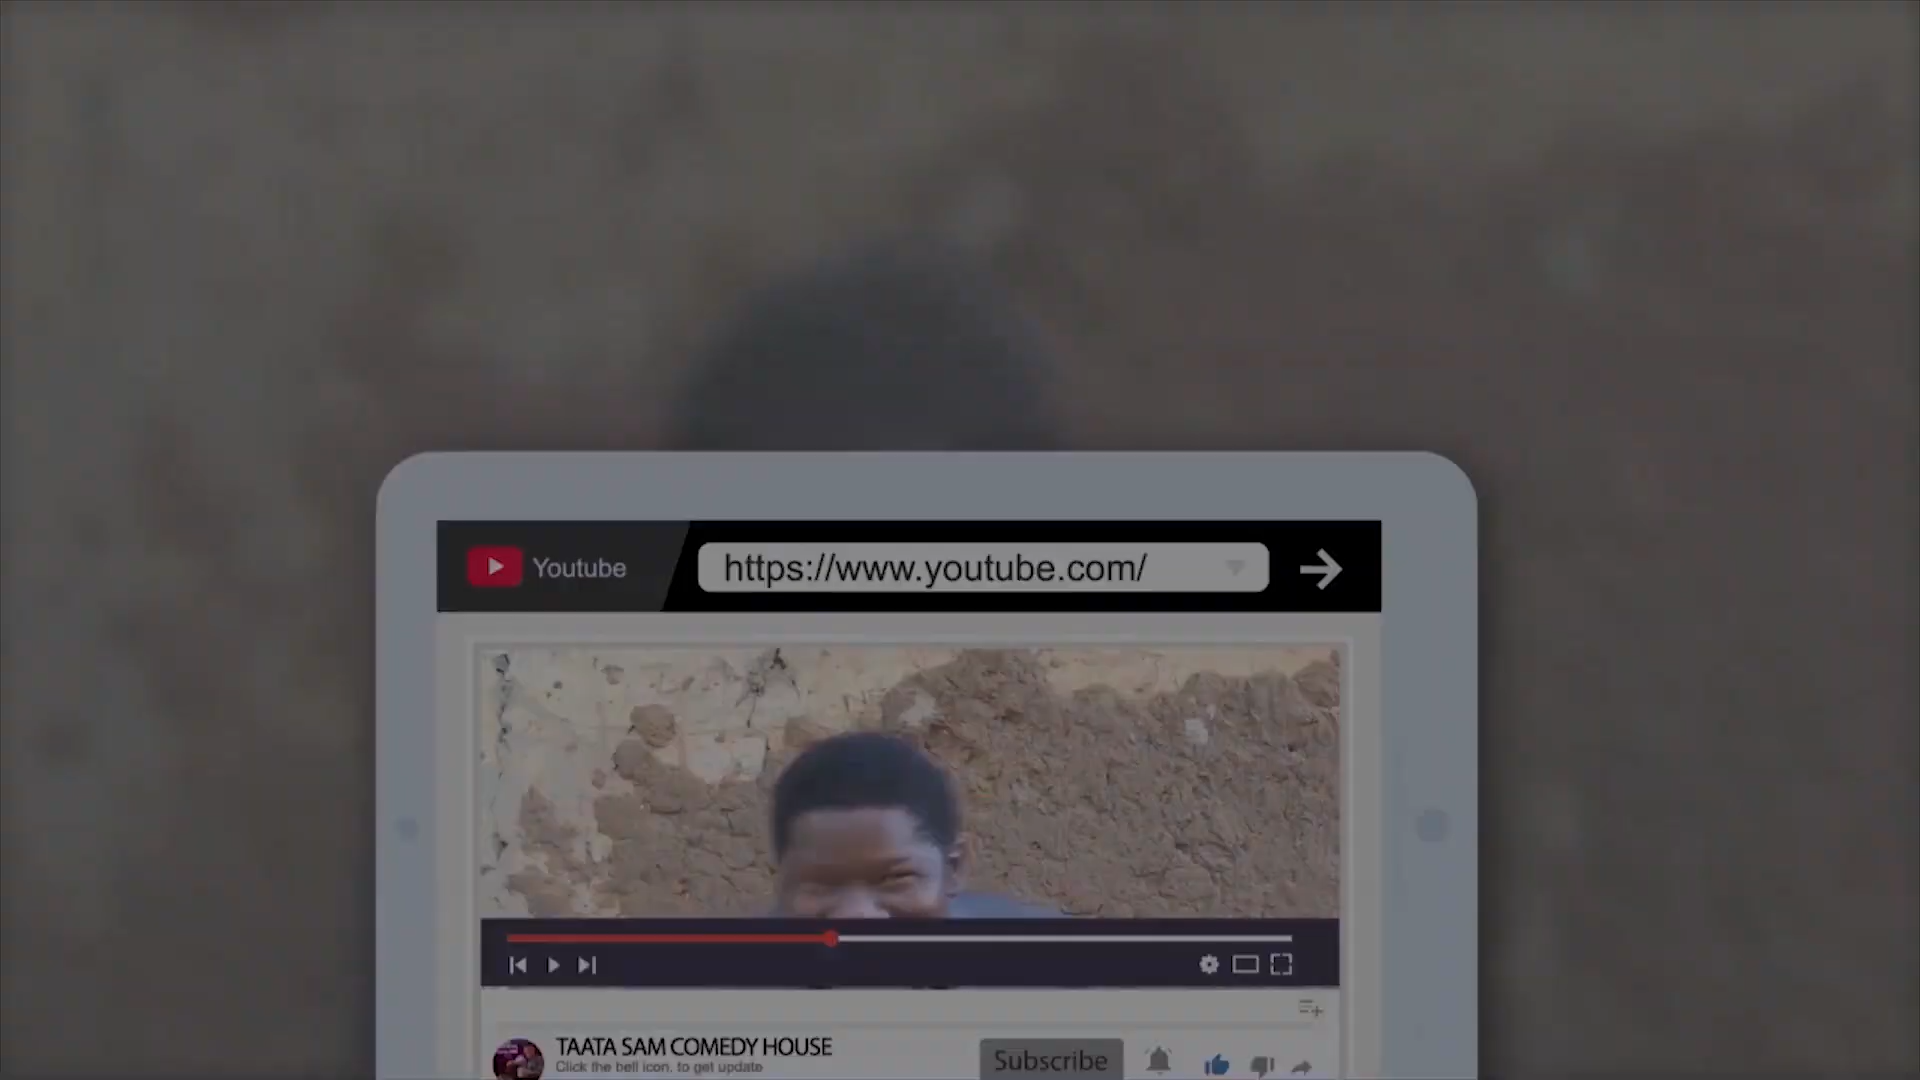 Youtube
https://www.youtube.com/
TAATA SAM COMEDY HOUSE
Click the bell icon, to get update
Subscribe